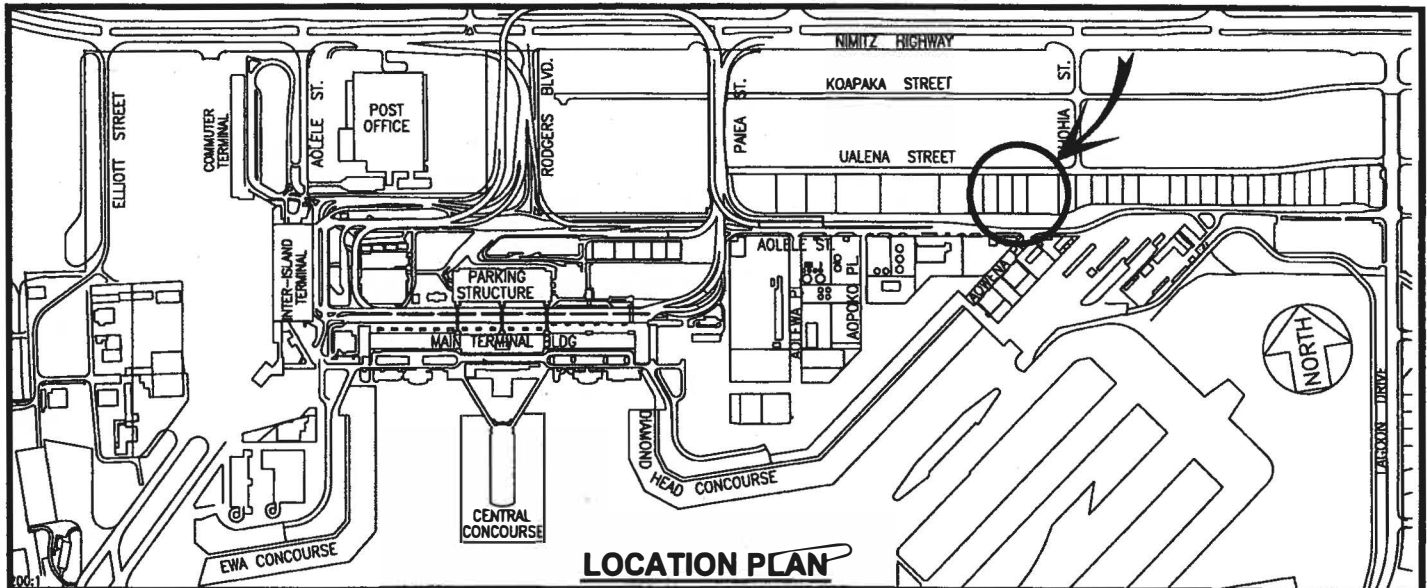 NIMITZ HIGHWAY
KOAPAKA STREET
UALENA STREET
ELLIOTT STREET
COMMUTER
TERMINAL
AOLELE ST.
POST
OFFICE
RODGERS BLVD.
PAIEA ST.
ST.
INTER-ISLAND
TERMINAL
PARKING
STRUCTURE
MAIN TERMINAL BLDG
AOLELE ST.
AOLEWA PL.
AOPOKO PL.
AOWENA
NORTH
LAGOON DRIVE
DIAMOND
HEAD CONCOURSE
CENTRAL
CONCOURSE
EWA CONCOURSE
LOCATION PLAN